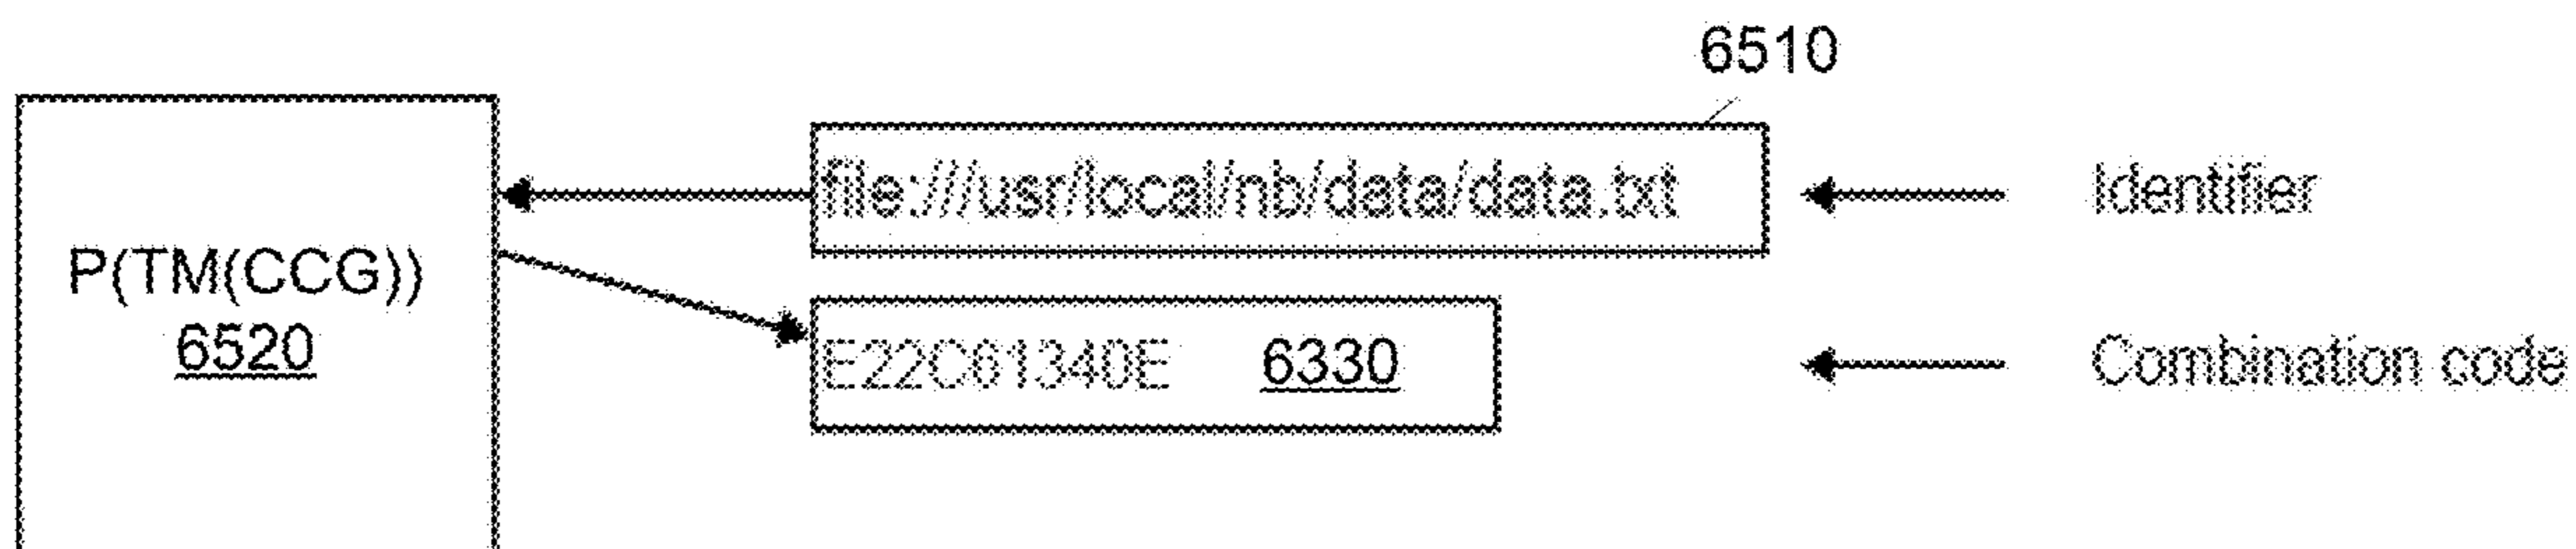 6510
file:///usr/local/nb/data/data.txt
Identifier
P(TM(CCG))
6520
E22C61340E 6330
Combination code